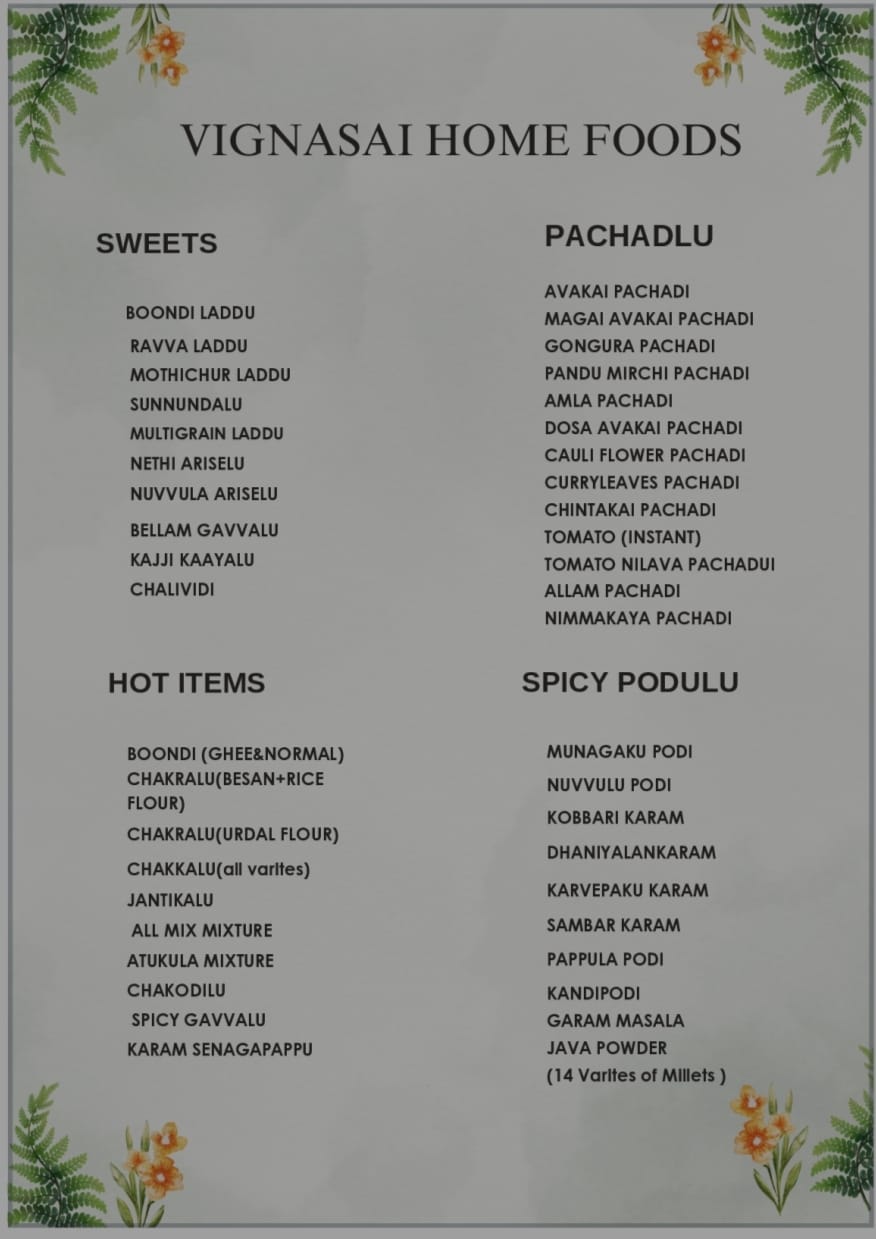 VIGNASAI HOME FOODS
SWEETS
BOONDI LADDU
RAVVA LADDU
MOTHICHUR LADDU
SUNNUNDALU
MULTIGRAIN LADDU
NETHI ARISELU
NUVVULA ARISELU
BELLAM GAVVALU
KAJJI KAAYALU
CHALIVIDI
PACHADLU
AVAKAI PACHADI
MAGAI AVAKAI PACHADI
GONGURA PACHADI
PANDU MIRCHI PACHADI
AMLA PACHADI
DOSA AVAKAI PACHADI
CAULI FLOWER PACHADI
CURRYLEAVES PACHADI
CHINTAKAI PACHADI
TOMATO (INSTANT)
TOMATO NILAVA PACHADUI
ALLAM PACHADI
NIMMAKAYA PACHADI
HOT ITEMS
BOONDI (GHEE&NORMAL)
CHAKRALU(BESAN+RICE
FLOUR)
CHAKRALU(URDAL FLOUR)
CHAKKALU(all varites)
JANTIKALU
ALL MIX MIXTURE
ATUKULA MIXTURE
CHAKODILU
SPICY GAVVALU
KARAM SENAGAPAPPU
SPICY PODULU
MUNAGAKU PODI
NUVVULU PODI
KOBBARI KARAM
DHANIYALANKARAM
KARVEPAKU KARAM
SAMBAR KARAM
PAPPULA PODI
KANDIPODI
GARAM MASALA
JAVA POWDER
(14 Varites of Millets )